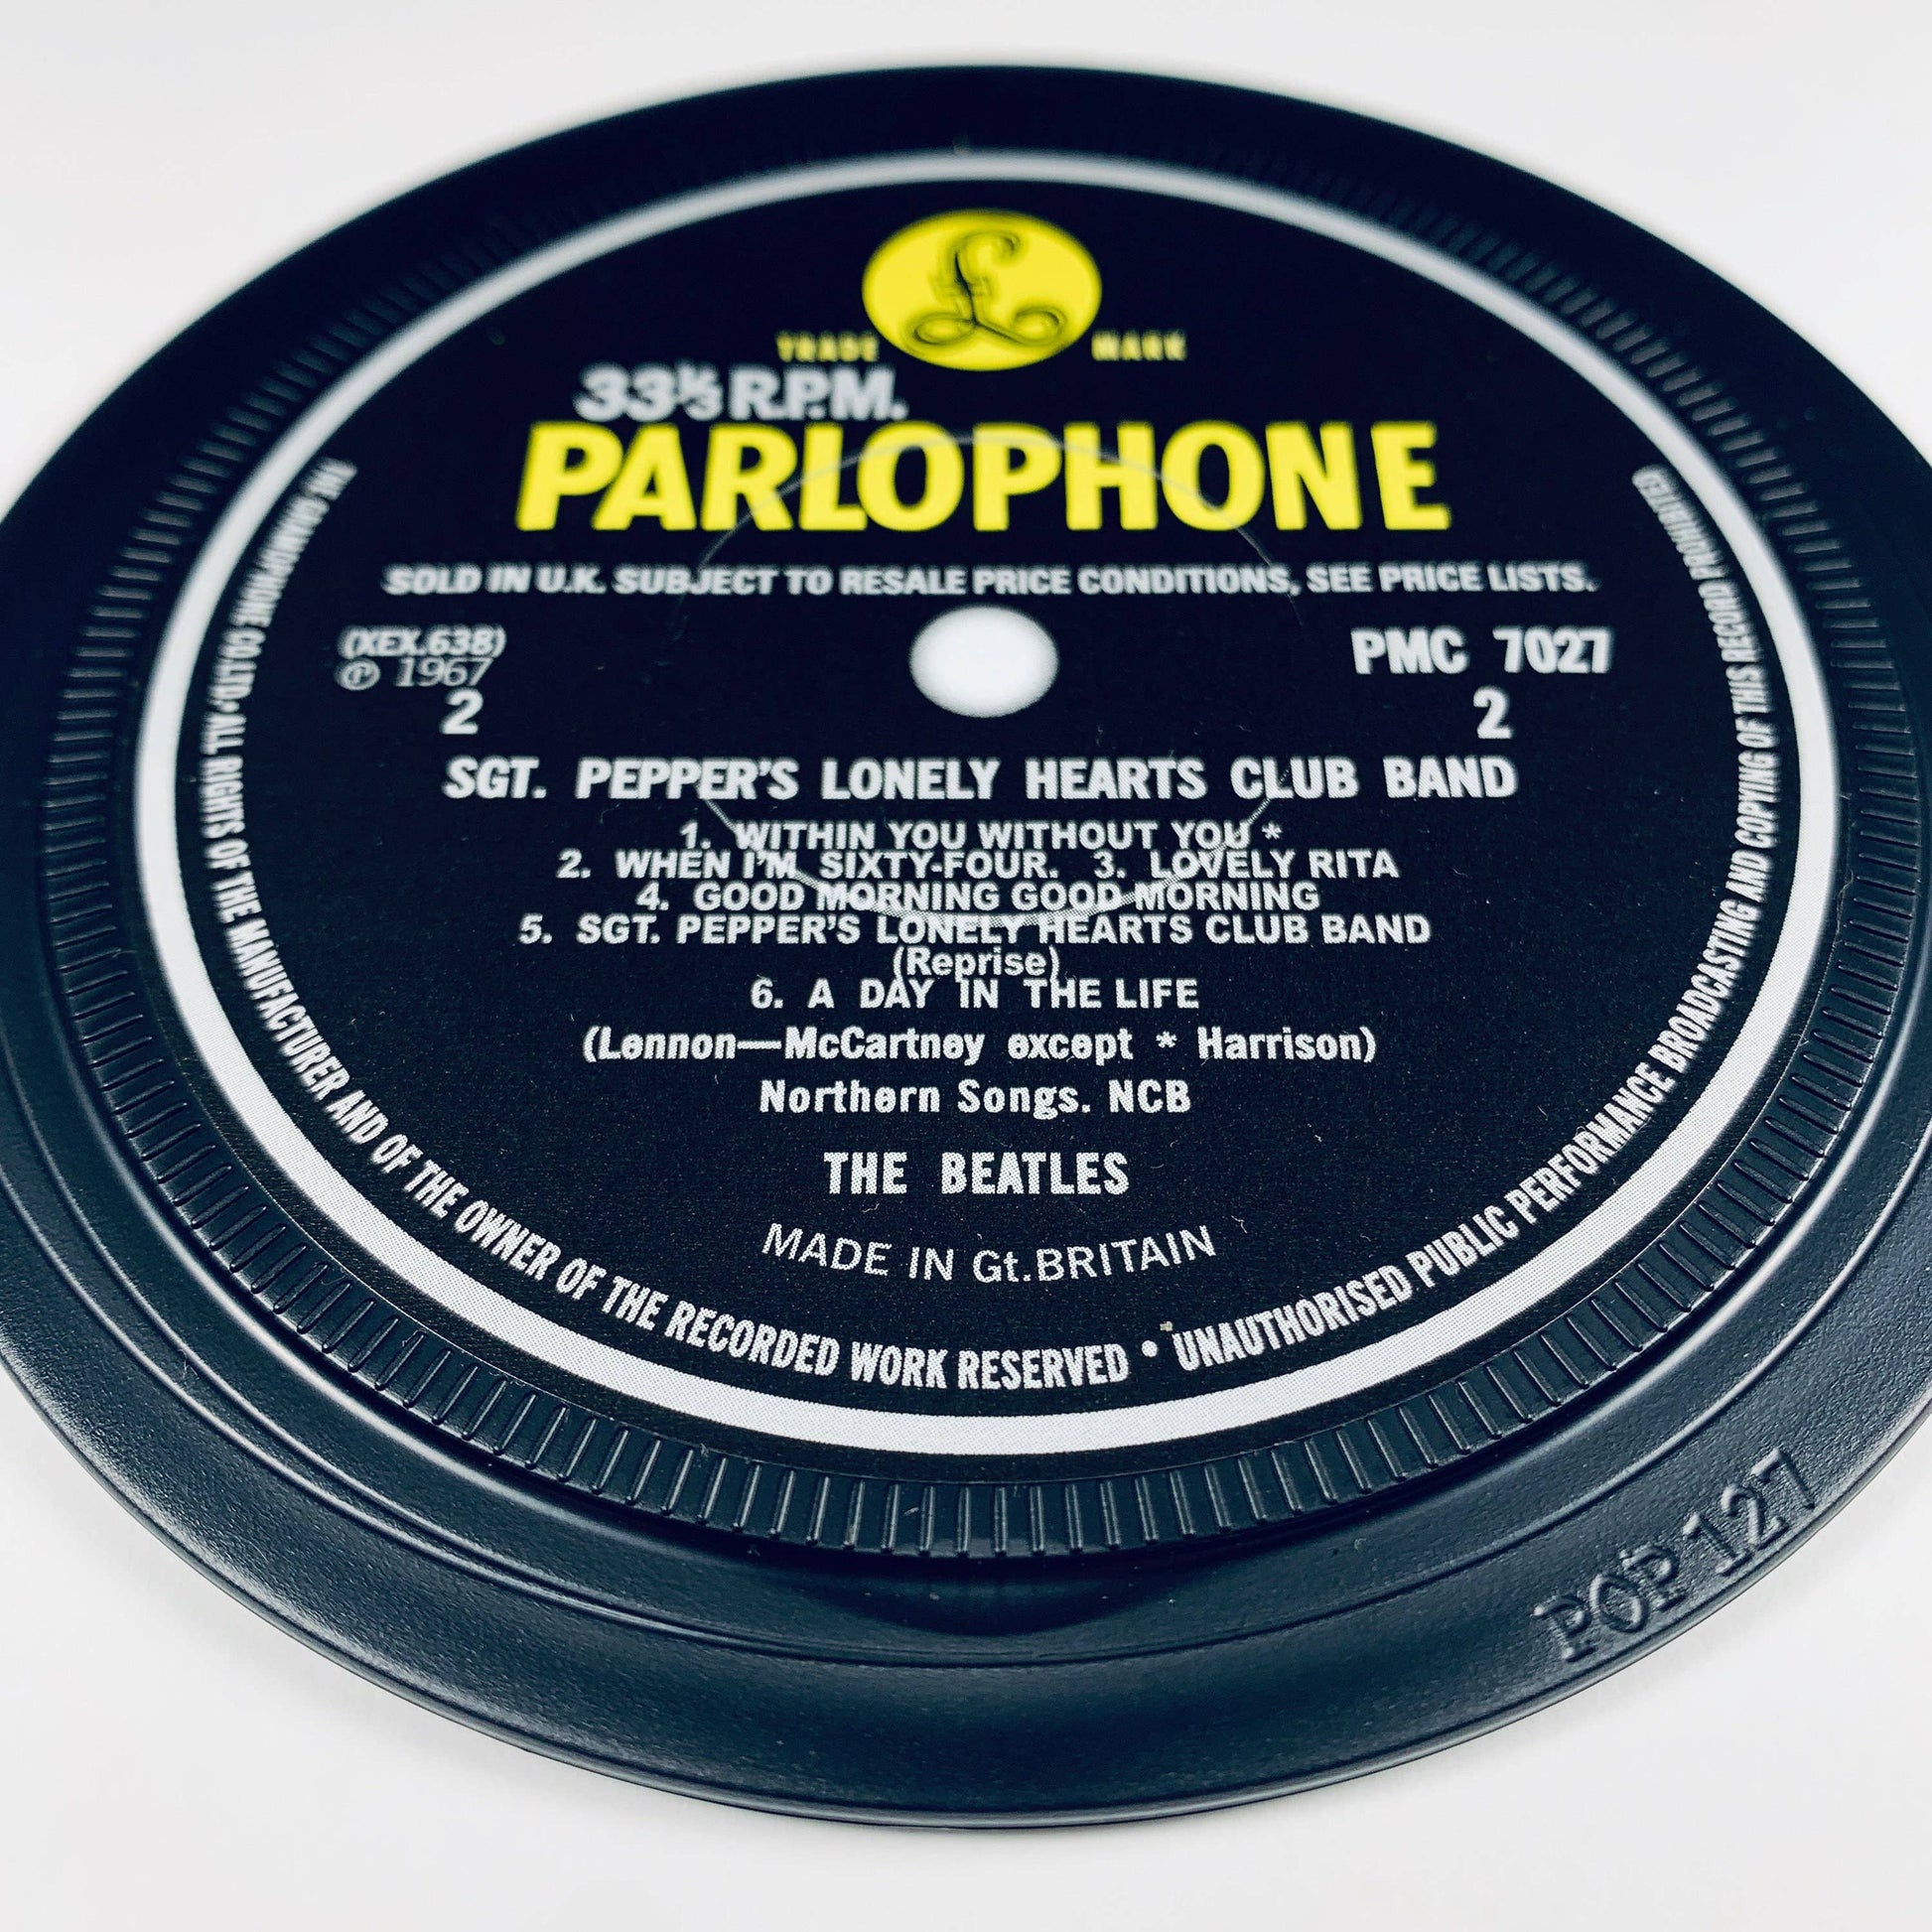 £
TRADE MARK
33⅓ R.P.M.
PARLOPHONE
SOLD IN U.K. SUBJECT TO RESALE PRICE CONDITIONS, SEE PRICE LISTS.
(XEX.638) PMC 7027
℗ 1967
2 2
SGT. PEPPER'S LONELY HEARTS CLUB BAND
1. WITHIN YOU WITHOUT YOU *
2. WHEN I'M SIXTY-FOUR. 3. LOVELY RITA
4. GOOD MORNING GOOD MORNING
5. SGT. PEPPER'S LONELY HEARTS CLUB BAND
(Reprise)
6. A DAY IN THE LIFE
(Lennon—McCartney except * Harrison)
Northern Songs. NCB
THE BEATLES
MADE IN Gt.BRITAIN
THE GRAMOPHONE CO.LTD. ALL RIGHTS OF THE MANUFACTURER AND OF THE OWNER OF THE RECORDED WORK RESERVED • UNAUTHORISED PUBLIC PERFORMANCE BROADCASTING AND COPYING OF THIS RECORD PROHIBITED
POP 127